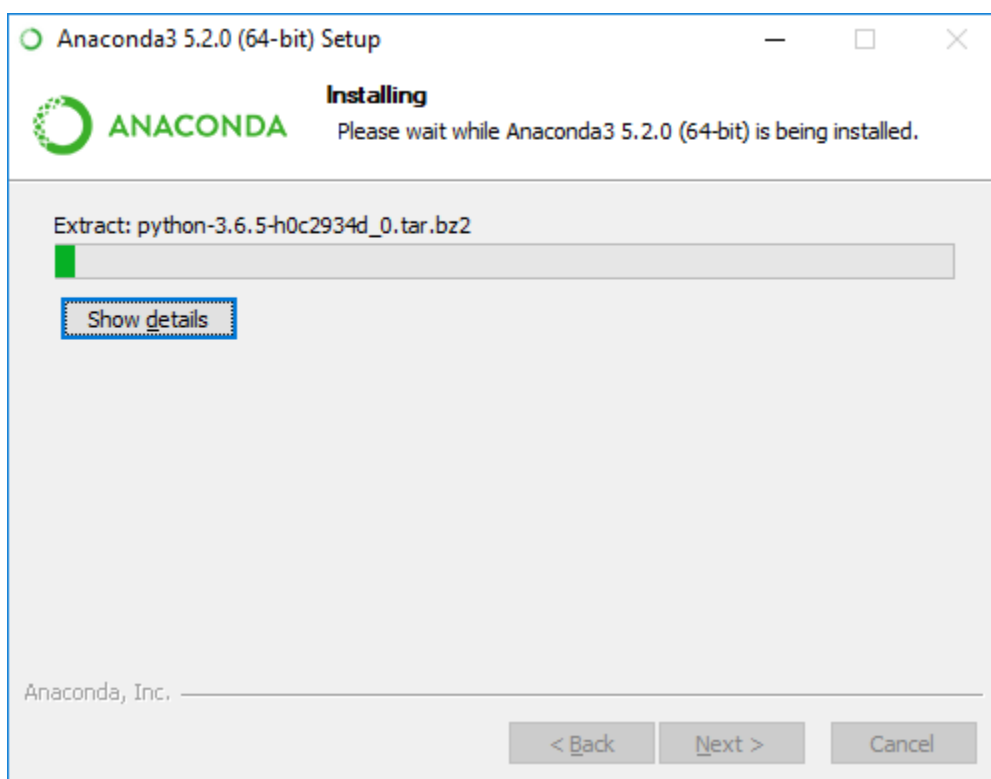 Anaconda3 5.2.0 (64-bit) Setup
ANACONDA
Installing
Please wait while Anaconda3 5.2.0 (64-bit) is being installed.
Extract: python-3.6.5-h0c2934d_0.tar.bz2
Show details
Anaconda, Inc.
< Back Next > Cancel